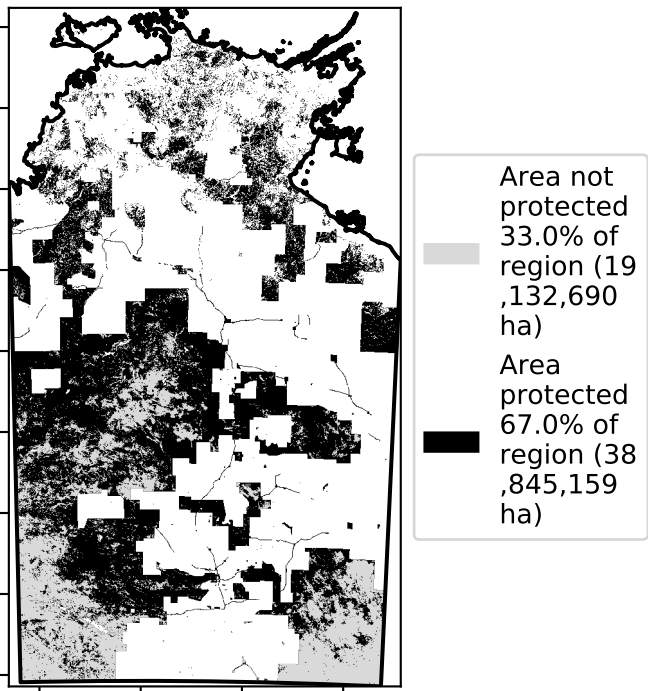 Area not
protected
33.0% of
region (19
,132,690
ha)
Area
protected
67.0% of
region (38
,845,159
ha)